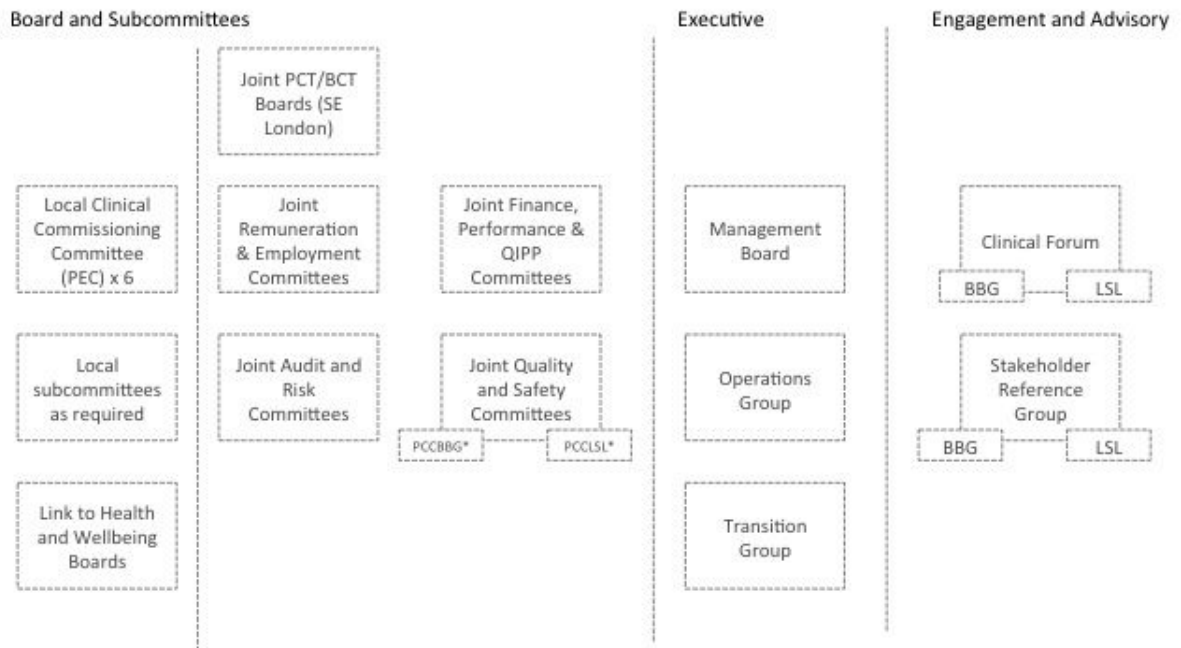 Board and Subcommittees
Executive
Engagement and Advisory
Joint PCT/BCT
Boards (SE
London)
Local Clinical
Commissioning
Committee
(PEC) x 6
Joint
Remuneration
& Employment
Committees
Joint Finance,
Performance &
QIPP
Committees
Management
Board
Clinical Forum
BBG
LSL
Local
subcommittees
as required
Joint Audit and
Risk
Committees
Joint Quality
and Safety
Committees
PCCBBG*
PCCLSL*
Operations
Group
Stakeholder
Reference
Group
BBG
LSL
Link to Health
and Wellbeing
Boards
Transition
Group